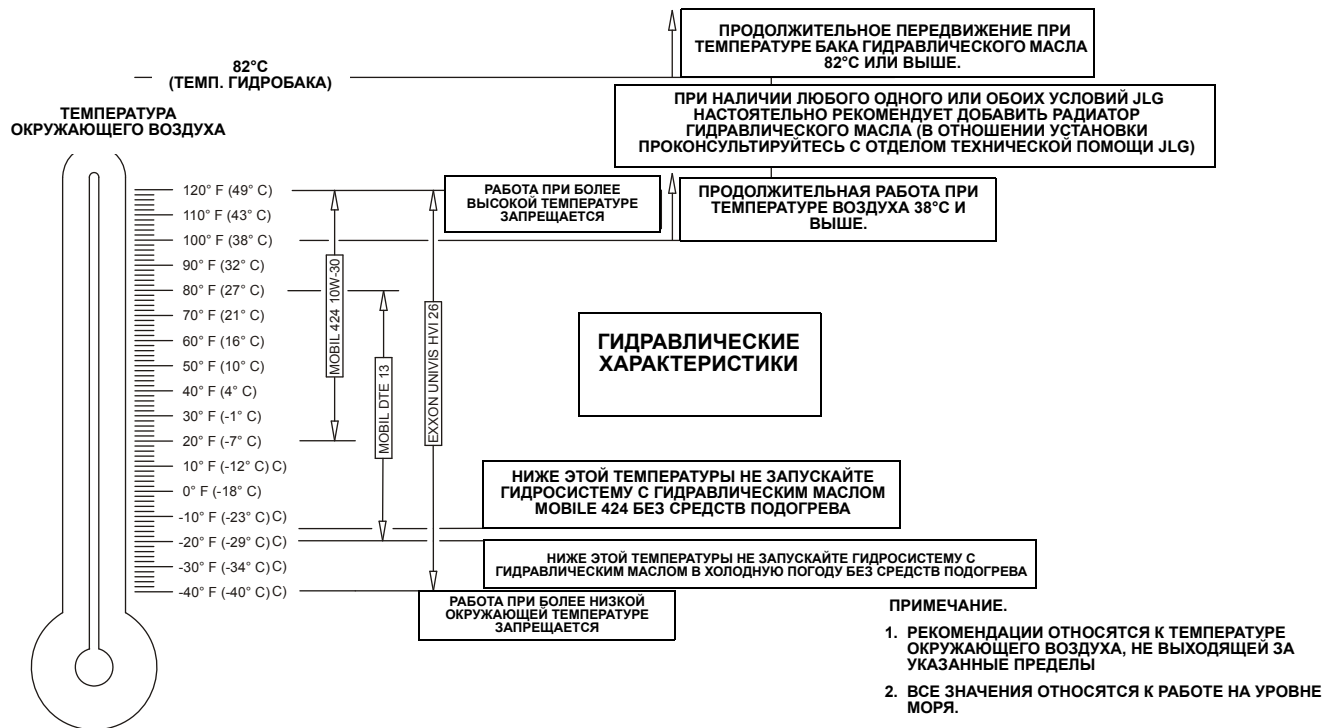 ПРОДОЛЖИТЕЛЬНОЕ ПЕРЕДВИЖЕНИЕ ПРИ
ТЕМПЕРАТУРЕ БАКА ГИДРАВЛИЧЕСКОГО МАСЛА
82°C ИЛИ ВЫШЕ.
82°C
(ТЕМП. ГИДРОБАКА)
ТЕМПЕРАТУРА
ОКРУЖАЮЩЕГО ВОЗДУХА
ПРИ НАЛИЧИИ ЛЮБОГО ОДНОГО ИЛИ ОБОИХ УСЛОВИЙ JLG
НАСТОЯТЕЛЬНО РЕКОМЕНДУЕТ ДОБАВИТЬ РАДИАТОР
ГИДРАВЛИЧЕСКОГО МАСЛА (В ОТНОШЕНИИ УСТАНОВКИ
ПРОКОНСУЛЬТИРУЙТЕСЬ С ОТДЕЛОМ ТЕХНИЧЕСКОЙ ПОМОЩИ JLG)
РАБОТА ПРИ БОЛЕЕ
ВЫСОКОЙ ТЕМПЕРАТУРЕ
ЗАПРЕЩАЕТСЯ
ПРОДОЛЖИТЕЛЬНАЯ РАБОТА ПРИ
ТЕМПЕРАТУРЕ ВОЗДУХА 38°C И
ВЫШЕ.
120° F (49° C)
110° F (43° C)
100° F (38° C)
90° F (32° C)
80° F (27° C)
70° F (21° C)
60° F (16° C)
50° F (10° C)
40° F (4° C)
30° F (-1° C)
20° F (-7° C)
10° F (-12° C) C)
0° F (-18° C)
-10° F (-23° C) C)
-20° F (-29° C) C)
-30° F (-34° C) C)
-40° F (-40° C) C)
MOBIL 424 10W-30
MOBIL DTE 13
EXXON UNIVIS HVI 26
ГИДРАВЛИЧЕСКИЕ
ХАРАКТЕРИСТИКИ
НИЖЕ ЭТОЙ ТЕМПЕРАТУРЫ НЕ ЗАПУСКАЙТЕ
ГИДРОСИСТЕМУ С ГИДРАВЛИЧЕСКИМ МАСЛОМ
MOBILE 424 БЕЗ СРЕДСТВ ПОДОГРЕВА
НИЖЕ ЭТОЙ ТЕМПЕРАТУРЫ НЕ ЗАПУСКАЙТЕ ГИДРОСИСТЕМУ С
ГИДРАВЛИЧЕСКИМ МАСЛОМ В ХОЛОДНУЮ ПОГОДУ БЕЗ СРЕДСТВ ПОДОГРЕВА
РАБОТА ПРИ БОЛЕЕ НИЗКОЙ
ОКРУЖАЮЩЕЙ ТЕМПЕРАТУРЕ
ЗАПРЕЩАЕТСЯ
ПРИМЕЧАНИЕ.
1. РЕКОМЕНДАЦИИ ОТНОСЯТСЯ К ТЕМПЕРАТУРЕ
ОКРУЖАЮЩЕГО ВОЗДУХА, НЕ ВЫХОДЯЩЕЙ ЗА
УКАЗАННЫЕ ПРЕДЕЛЫ
2. ВСЕ ЗНАЧЕНИЯ ОТНОСЯТСЯ К РАБОТЕ НА УРОВНЕ
МОРЯ.